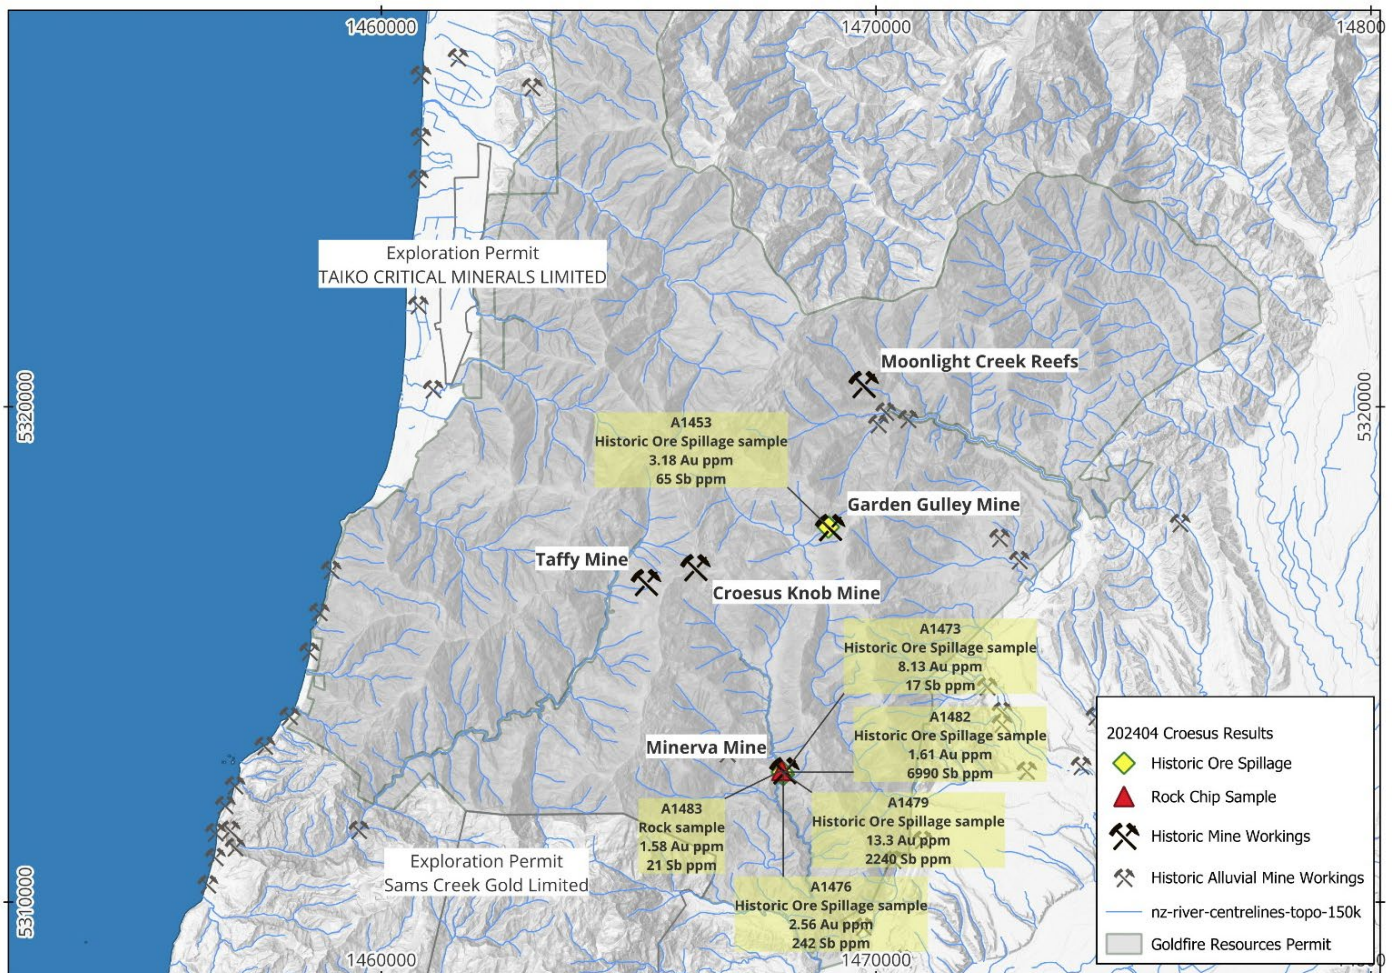 1460000
1470000
14800
Exploration Permit
TAIKO CRITICAL MINERALS LIMITED
Moonlight Creek Reefs
5320000
5320000
A1453
Historic Ore Spillage sample
3.18 Au ppm
65 Sb ppm
Garden Gulley Mine
Taffy Mine
Croesus Knob Mine
A1473
Historic Ore Spillage sample
8.13 Au ppm
17 Sb ppm
A1482
Historic Ore Spillage sample
1.61 Au ppm
6990 Sb ppm
Minerva Mine
A1479
Historic Ore Spillage sample
13.3 Au ppm
2240 Sb ppm
A1483
Rock sample
1.58 Au ppm
21 Sb ppm
Exploration Permit
Sams Creek Gold Limited
A1476
Historic Ore Spillage sample
2.56 Au ppm
242 Sb ppm
202404 Croesus Results
Historic Ore Spillage
Rock Chip Sample
Historic Mine Workings
Historic Alluvial Mine Workings
nz-river-centrelines-topo-150k
Goldfire Resources Permit
5310000
1460000
1470000